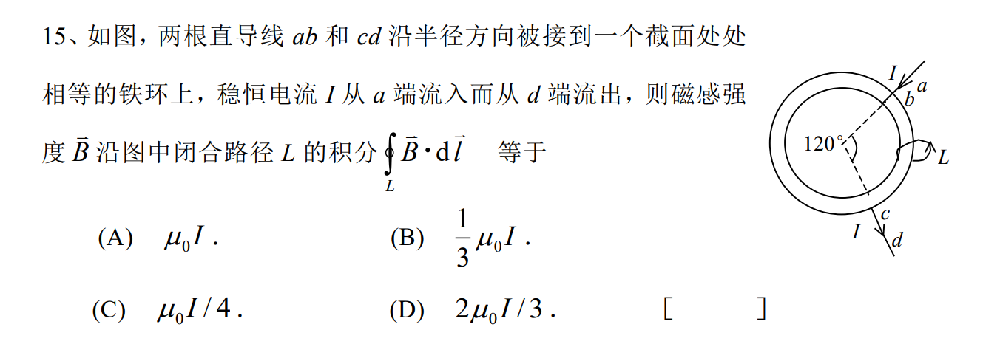 15、如图，两根直导线 ab 和 cd 沿半径方向被接到一个截面处处
相等的铁环上，稳恒电流 I 从 a 端流入而从 d 端流出，则磁感强
度 B⃗ 沿图中闭合路径 L 的积分 ∮_L B⃗·dl⃗ 等于
(A) μ₀I . (B) 1/3 μ₀I .
(C) μ₀I/4 . (D) 2μ₀I/3 . [ ]
I
a
b
120°
L
c
I
d